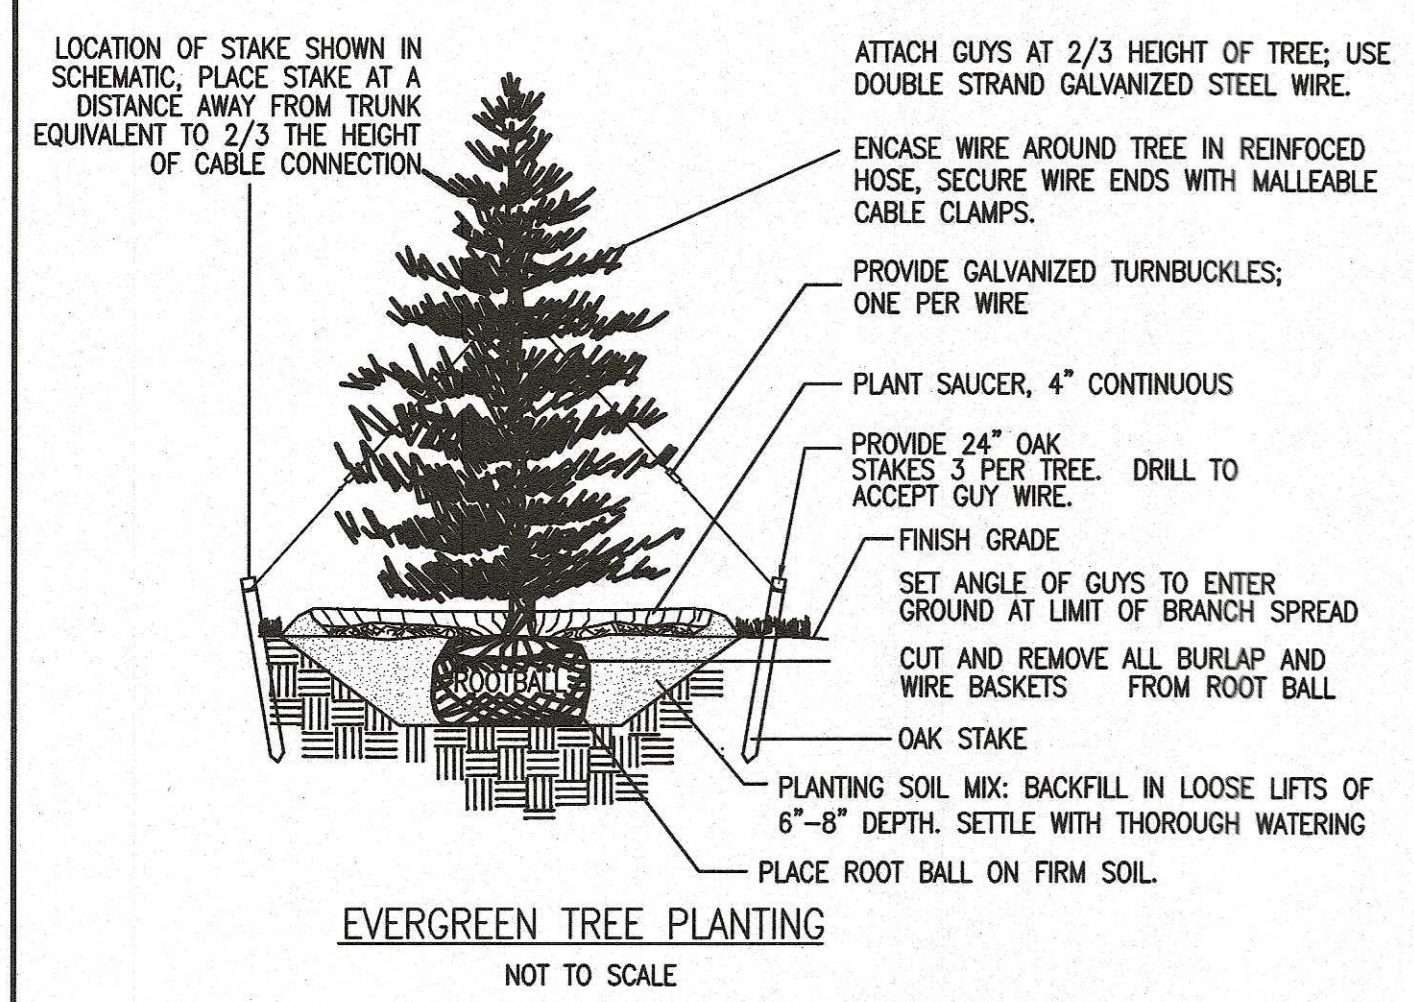 LOCATION OF STAKE SHOWN IN
SCHEMATIC, PLACE STAKE AT A
DISTANCE AWAY FROM TRUNK
EQUIVALENT TO 2/3 THE HEIGHT
OF CABLE CONNECTION
ATTACH GUYS AT 2/3 HEIGHT OF TREE; USE
DOUBLE STRAND GALVANIZED STEEL WIRE.
ENCASE WIRE AROUND TREE IN REINFOCED
HOSE, SECURE WIRE ENDS WITH MALLEABLE
CABLE CLAMPS.
PROVIDE GALVANIZED TURNBUCKLES;
ONE PER WIRE
PLANT SAUCER, 4" CONTINUOUS
PROVIDE 24" OAK
STAKES 3 PER TREE. DRILL TO
ACCEPT GUY WIRE.
FINISH GRADE
SET ANGLE OF GUYS TO ENTER
GROUND AT LIMIT OF BRANCH SPREAD
CUT AND REMOVE ALL BURLAP AND
WIRE BASKETS FROM ROOT BALL
ROOTBALL
OAK STAKE
PLANTING SOIL MIX: BACKFILL IN LOOSE LIFTS OF
6"-8" DEPTH. SETTLE WITH THOROUGH WATERING
PLACE ROOT BALL ON FIRM SOIL.
EVERGREEN TREE PLANTING
NOT TO SCALE